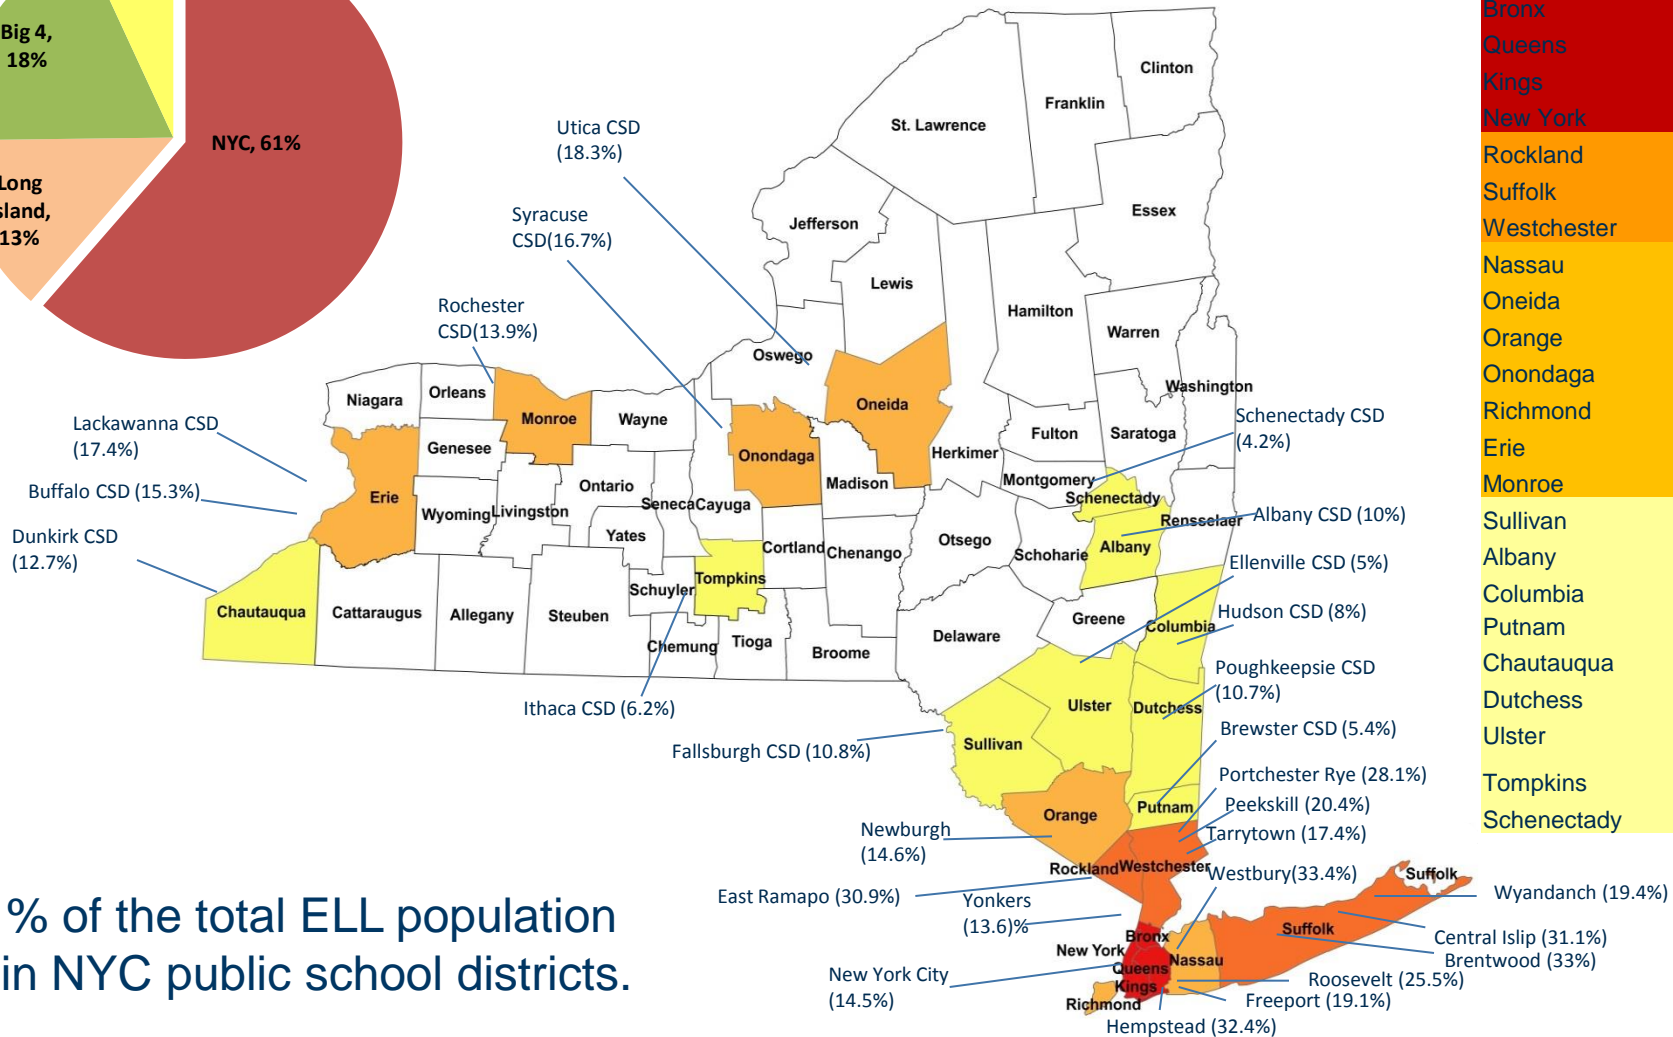 Big 4,
18%
NYC, 61%
Long
sland,
13%
Utica CSD
(18.3%)
Syracuse
CSD(16.7%)
Rochester
CSD(13.9%)
Lackawanna CSD
(17.4%)
Buffalo CSD (15.3%)
Dunkirk CSD
(12.7%)
Clinton
Franklin
St. Lawrence
Essex
Jefferson
Lewis
Hamilton
Warren
Oswego
Washington
Niagara
Orleans
Monroe
Wayne
Oneida
Fulton
Saratoga
Genesee
Onondaga
Herkimer
Madison
Montgomery
Erie
Ontario
Schenectady
Wyoming
Livingston
Seneca
Cayuga
Rensselaer
Yates
Otsego
Schoharie
Albany
Cortland
Chenango
Tompkins
Schuyler
Chautauqua
Cattaraugus
Allegany
Steuben
Greene
Columbia
Chemung
Tioga
Broome
Delaware
Ulster
Dutchess
Sullivan
Orange
Putnam
Rockland
Westchester
Suffolk
Suffolk
Bronx
New York
Nassau
Queens
Kings
Richmond
Schenectady CSD
(4.2%)
Albany CSD (10%)
Ellenville CSD (5%)
Hudson CSD (8%)
Poughkeepsie CSD
(10.7%)
Brewster CSD (5.4%)
Portchester Rye (28.1%)
Peekskill (20.4%)
Tarrytown (17.4%)
Westbury(33.4%)
Wyandanch (19.4%)
Central Islip (31.1%)
Brentwood (33%)
Roosevelt (25.5%)
Freeport (19.1%)
Hempstead (32.4%)
Ithaca CSD (6.2%)
Fallsburgh CSD (10.8%)
Newburgh
(14.6%)
East Ramapo (30.9%)
Yonkers
(13.6)%
New York City
(14.5%)
% of the total ELL population
in NYC public school districts.
Bronx
Queens
Kings
New York
Rockland
Suffolk
Westchester
Nassau
Oneida
Orange
Onondaga
Richmond
Erie
Monroe
Sullivan
Albany
Columbia
Putnam
Chautauqua
Dutchess
Ulster
Tompkins
Schenectady